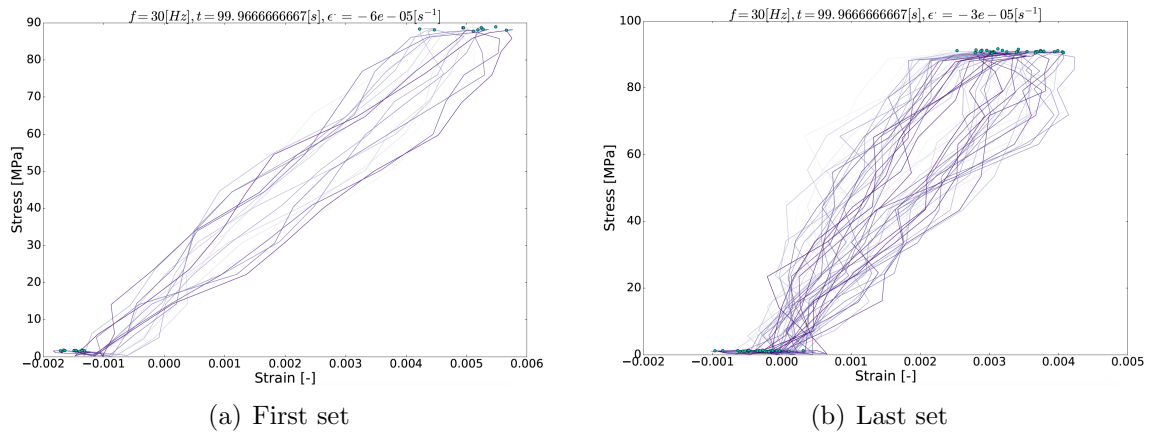 f = 30[Hz], t = 99.9666666667[s], ϵ˙ = −6e − 05[s⁻¹]
90
80
70
60
50
40
30
20
10
0
Stress [MPa]
−0.002 −0.001 0.000 0.001 0.002 0.003 0.004 0.005 0.006
Strain [-]
(a) First set
f = 30[Hz], t = 99.9666666667[s], ϵ˙ = −3e − 05[s⁻¹]
100
80
60
40
20
0
Stress [MPa]
−0.002 −0.001 0.000 0.001 0.002 0.003 0.004 0.005
Strain [-]
(b) Last set